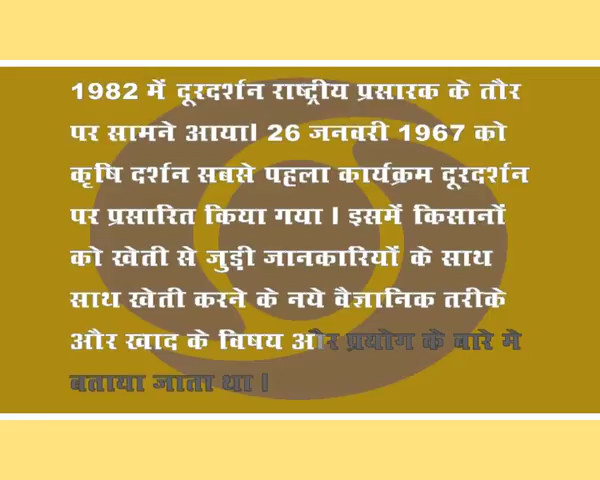 1982 में दूरदर्शन राष्ट्रीय प्रसारक के तौर
पर सामने आया। 26 जनवरी 1967 को
कृषि दर्शन सबसे पहला कार्यक्रम दूरदर्शन
पर प्रसारित किया गया। इसमें किसानों
को खेती से जुड़ी जानकारियों के साथ
साथ खेती करने के नये वैज्ञानिक तरीके
और खाद के विषय और प्रयोग के बारे मे
बताया जाता था।